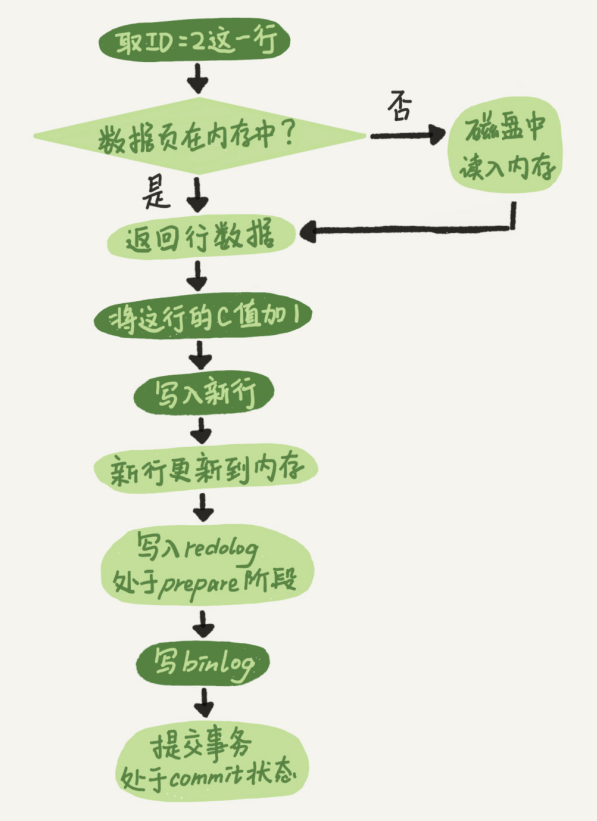 取ID=2这一行
数据页在内存中?
否
磁盘中
读入内存
是
返回行数据
将这行的C值加1
写入新行
新行更新到内存
写入redolog
处于prepare阶段
写binlog
提交事务
处于commit状态